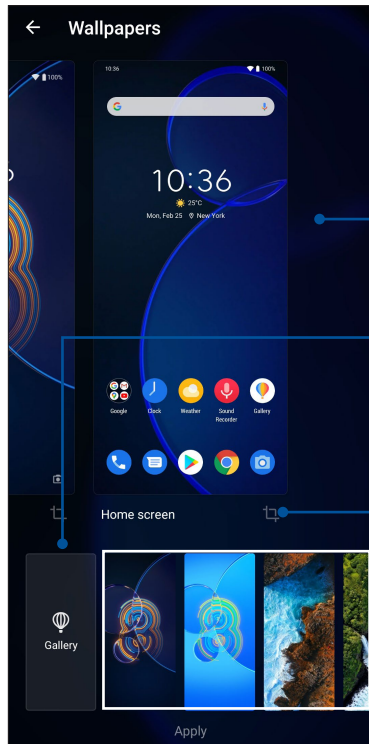 Wallpapers
100%
10:36
100%
10:36
25°C
Mon, Feb 25 New York
Google
Clock
Weather
Sound
Recorder
Gallery
Home screen
Gallery
Apply